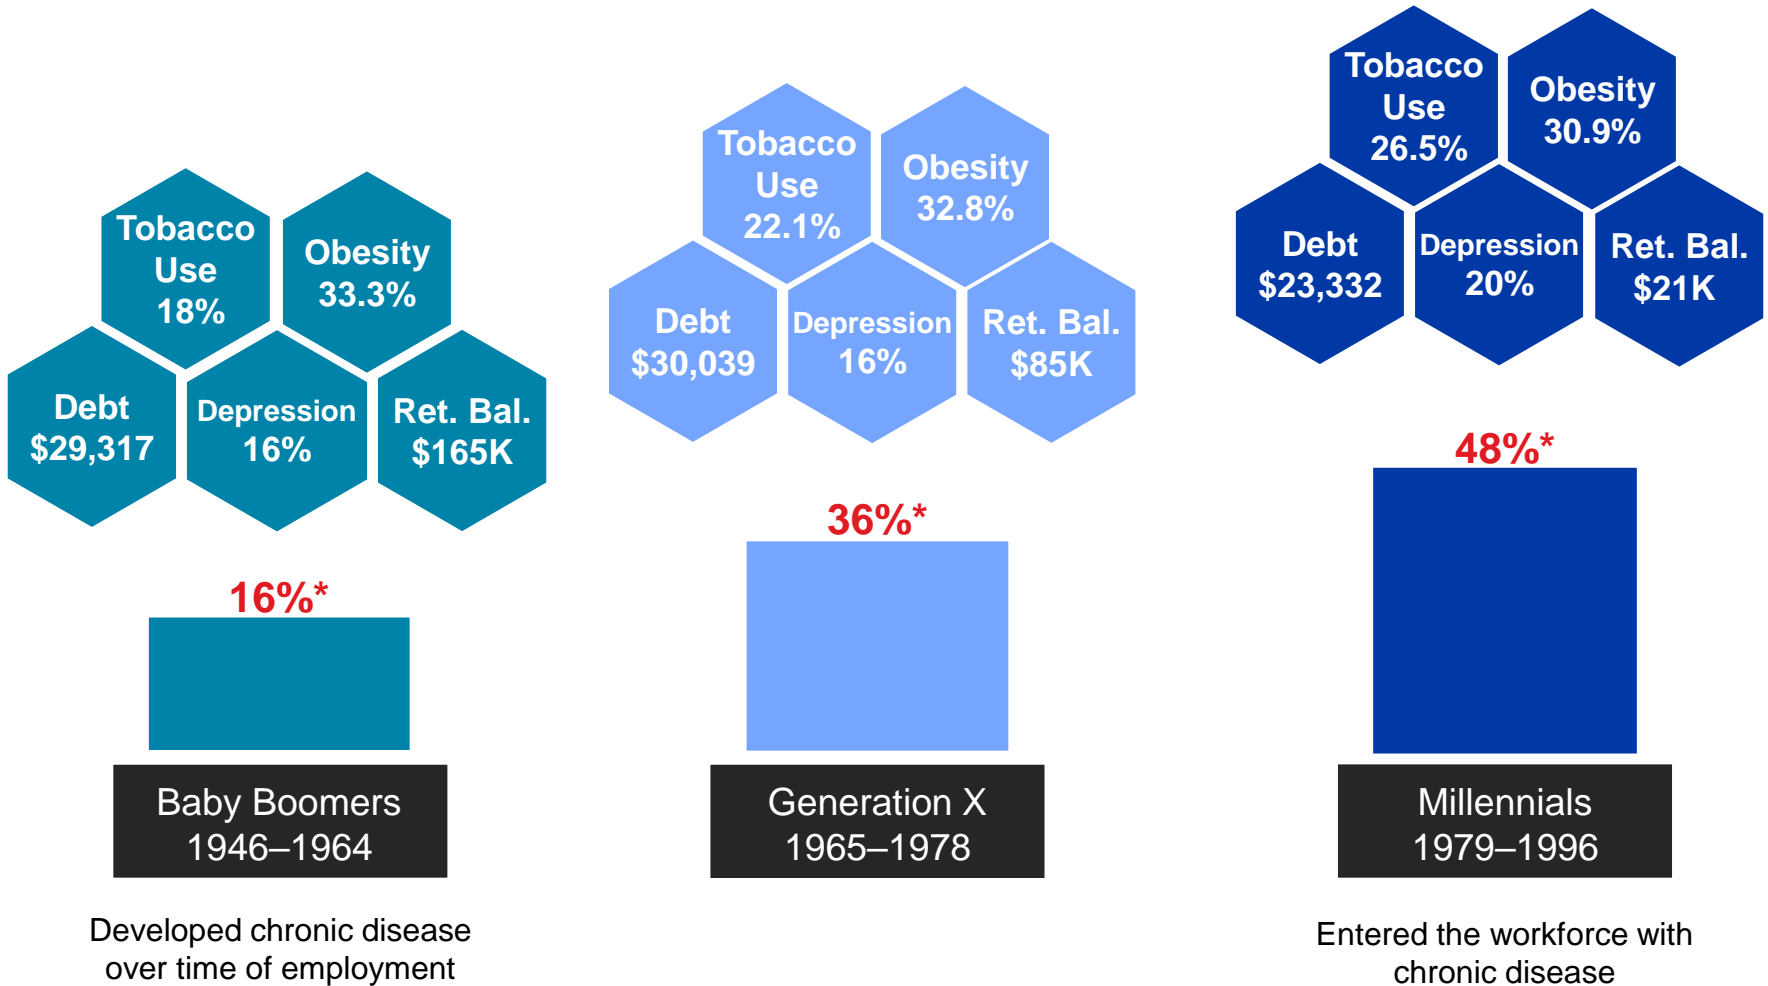 Tobacco
Use
18%
Obesity
33.3%
Debt
$29,317
Depression
16%
Ret. Bal.
$165K
16%*
Baby Boomers
1946–1964
Developed chronic disease
over time of employment
Tobacco
Use
22.1%
Obesity
32.8%
Debt
$30,039
Depression
16%
Ret. Bal.
$85K
36%*
Generation X
1965–1978
Tobacco
Use
26.5%
Obesity
30.9%
Debt
$23,332
Depression
20%
Ret. Bal.
$21K
48%*
Millennials
1979–1996
Entered the workforce with
chronic disease